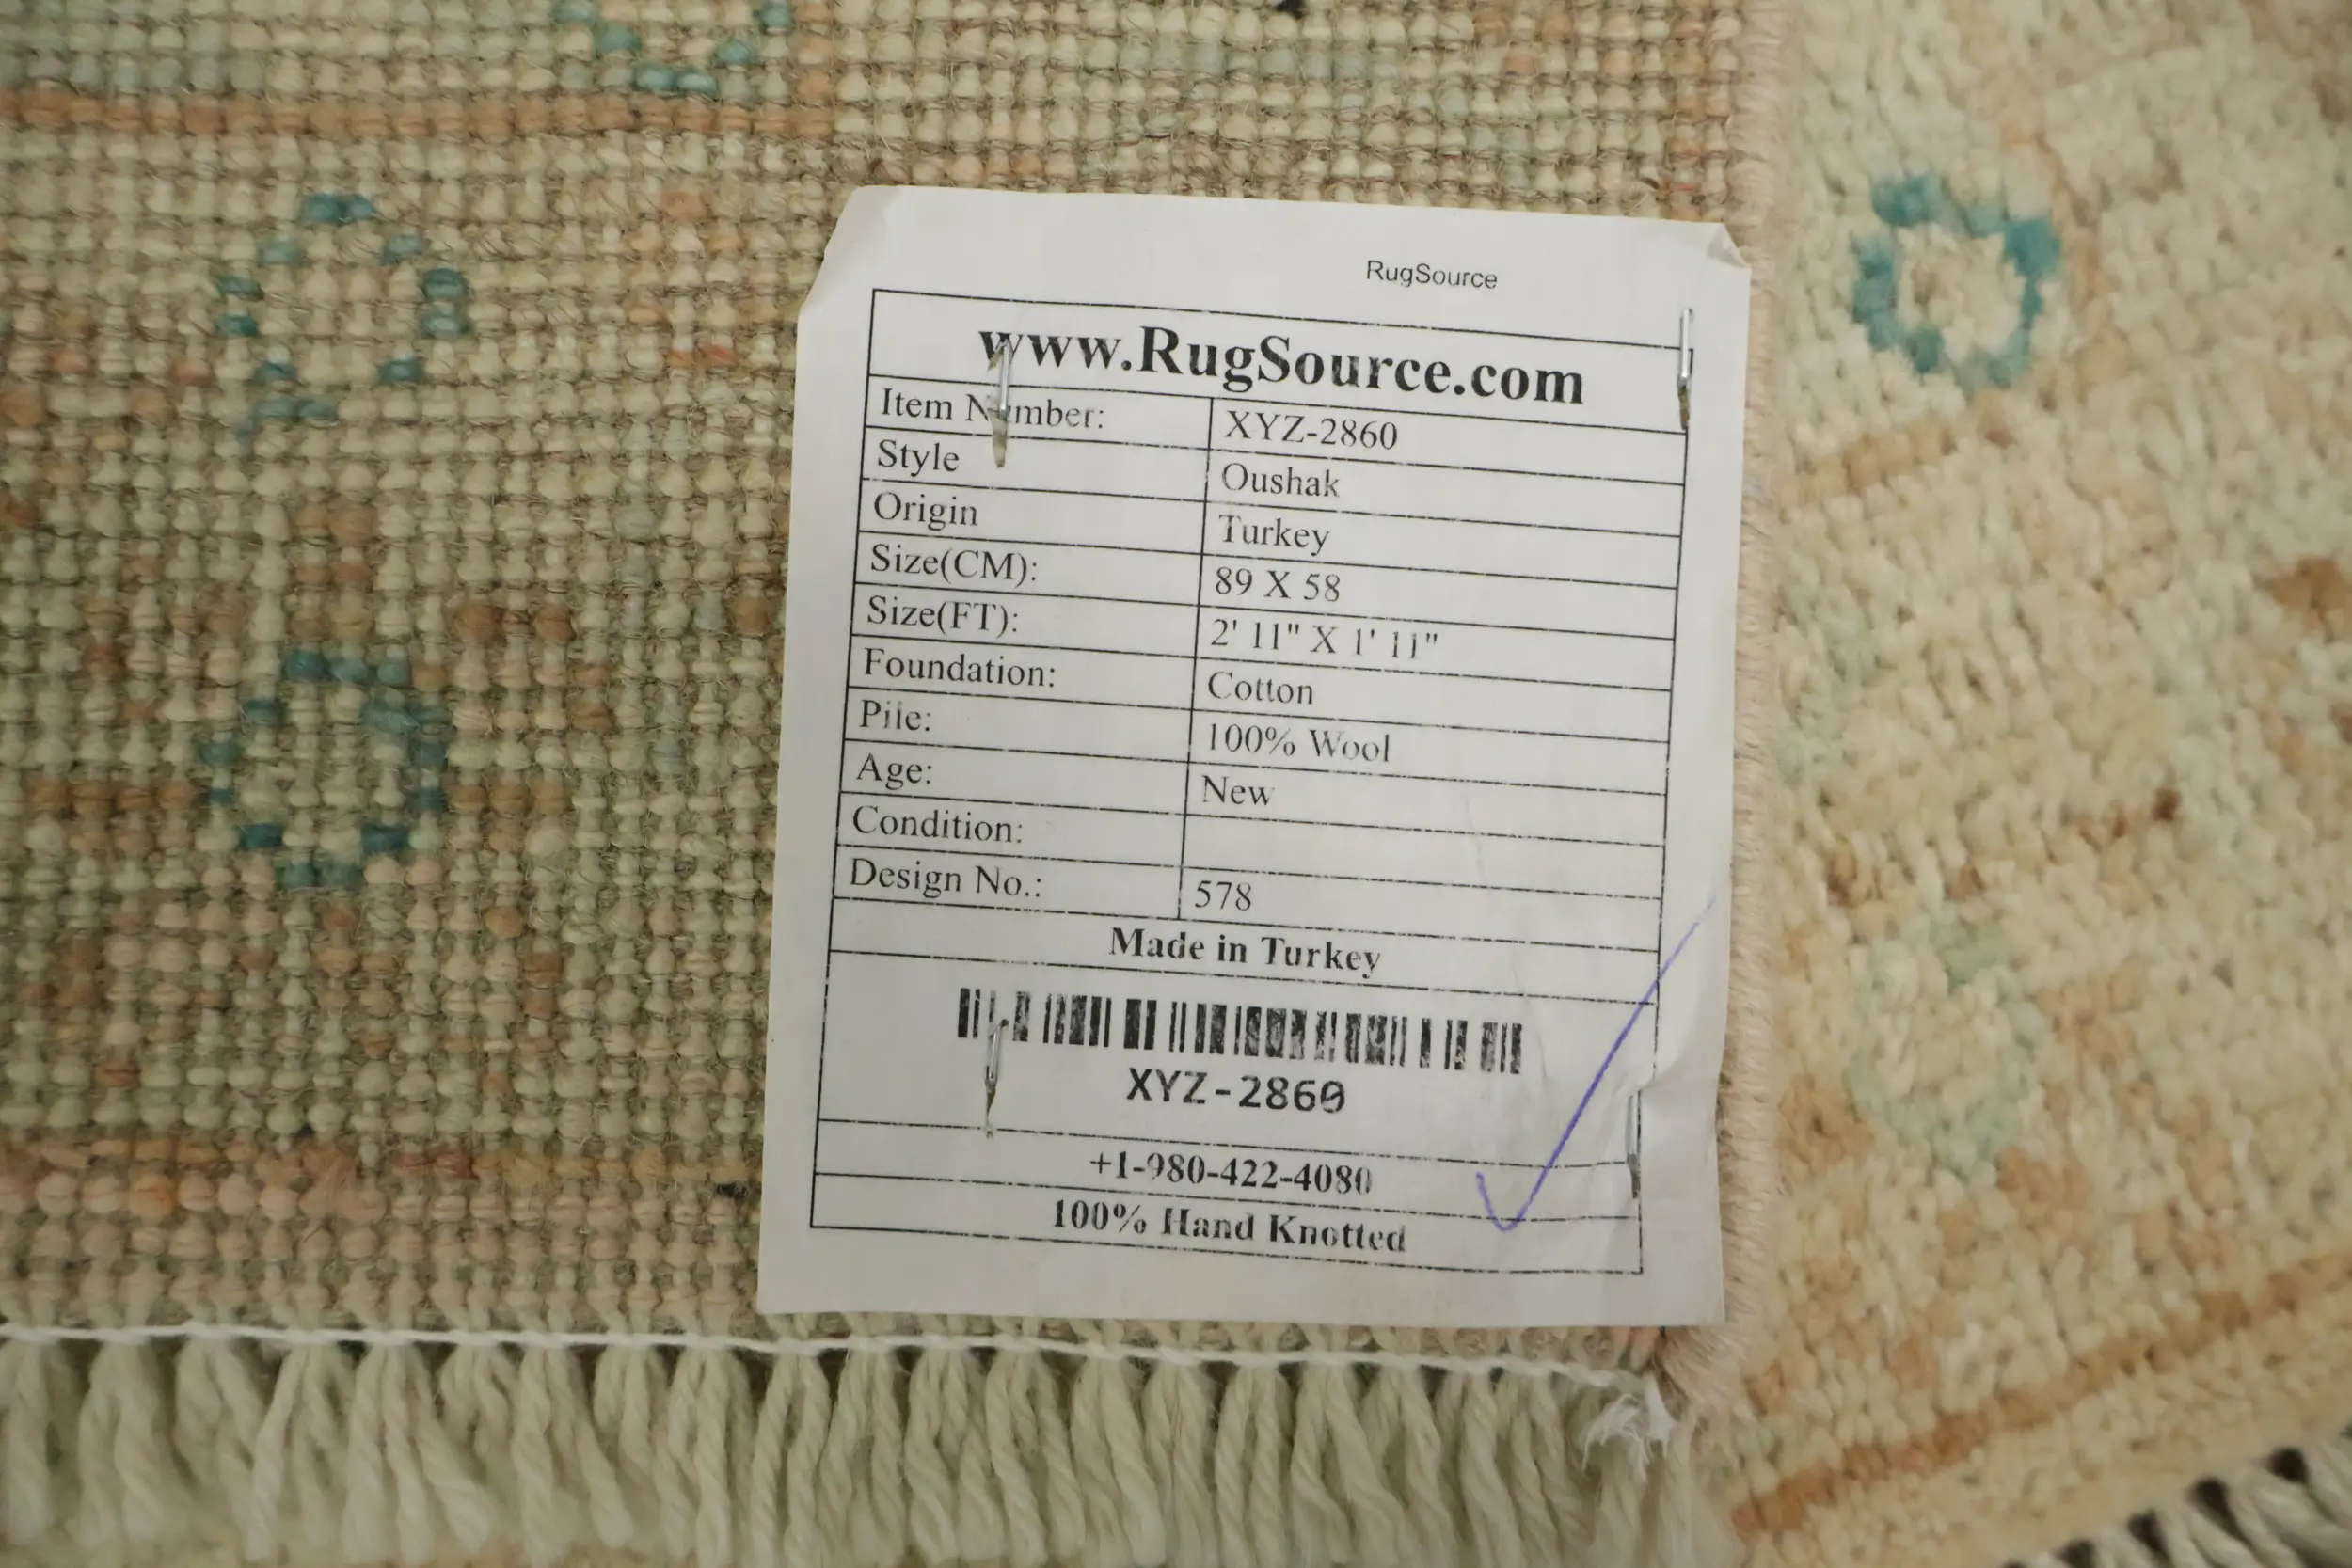 RugSource
www.RugSource.com
Item Number: XYZ-2860
Style Oushak
Origin Turkey
Size(CM): 89 X 58
Size(FT): 2' 11" X 1' 11"
Foundation: Cotton
Pile: 100% Wool
Age: New
Condition:
Design No.: 578
Made in Turkey
XYZ-2860
+1-980-422-4080
100% Hand Knotted